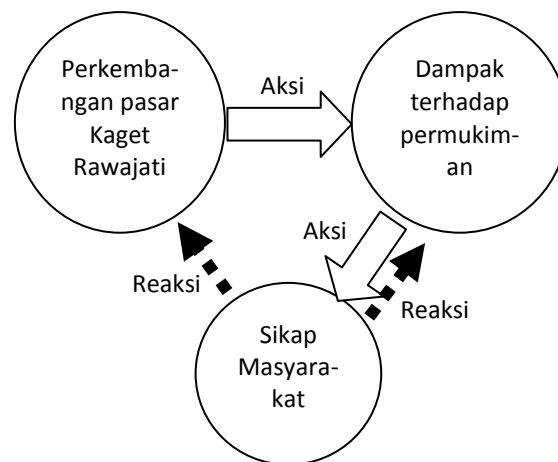 Perkemba-
ngan pasar
Kaget
Rawajati
Aksi
Dampak
terhadap
permukim-
an
Aksi
Reaksi
Reaksi
Sikap
Masyara-
kat